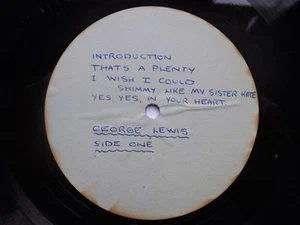 INTRODUCTION
THATS A PLENTY
I WISH I COULD
SHIMMY LIKE MY SISTER KATE
YES, YES, IN YOUR HEART.
GEORGE LEWIS.
SIDE ONE